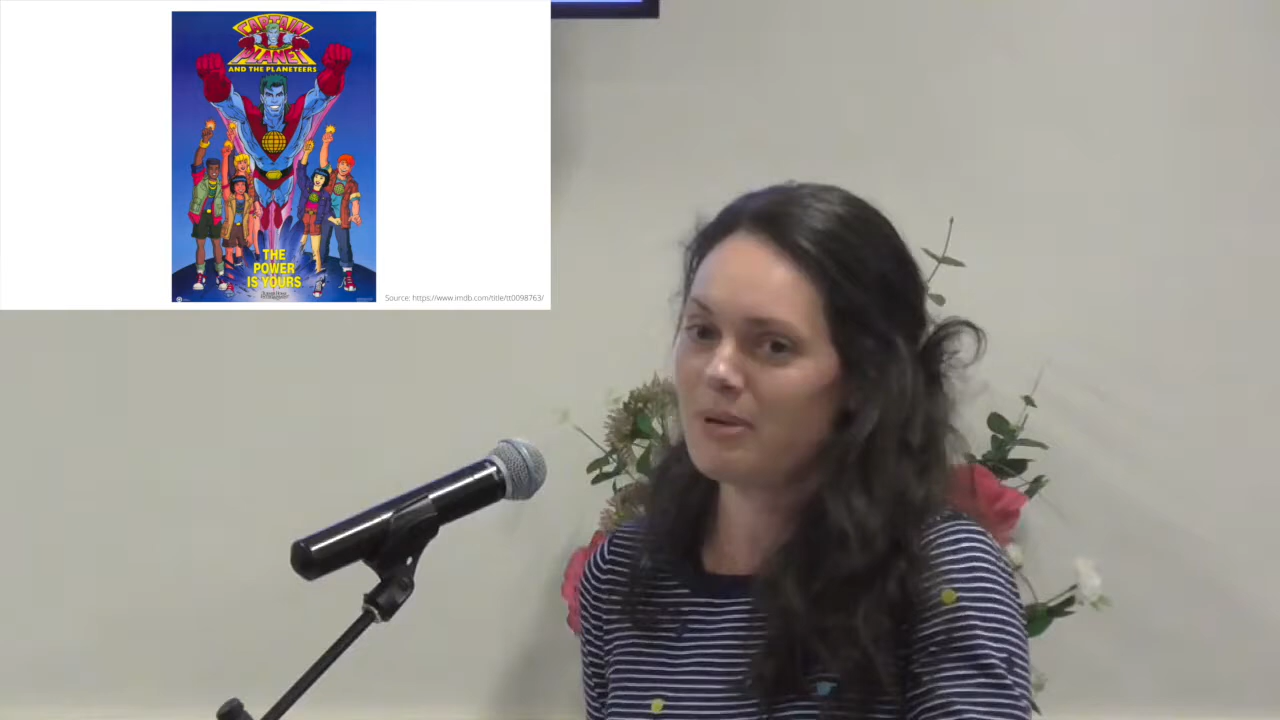 CAPTAIN
PLANET
AND THE PLANETEERS
THE
POWER
IS YOURS
Source: https://www.imdb.com/title/tt0098763/